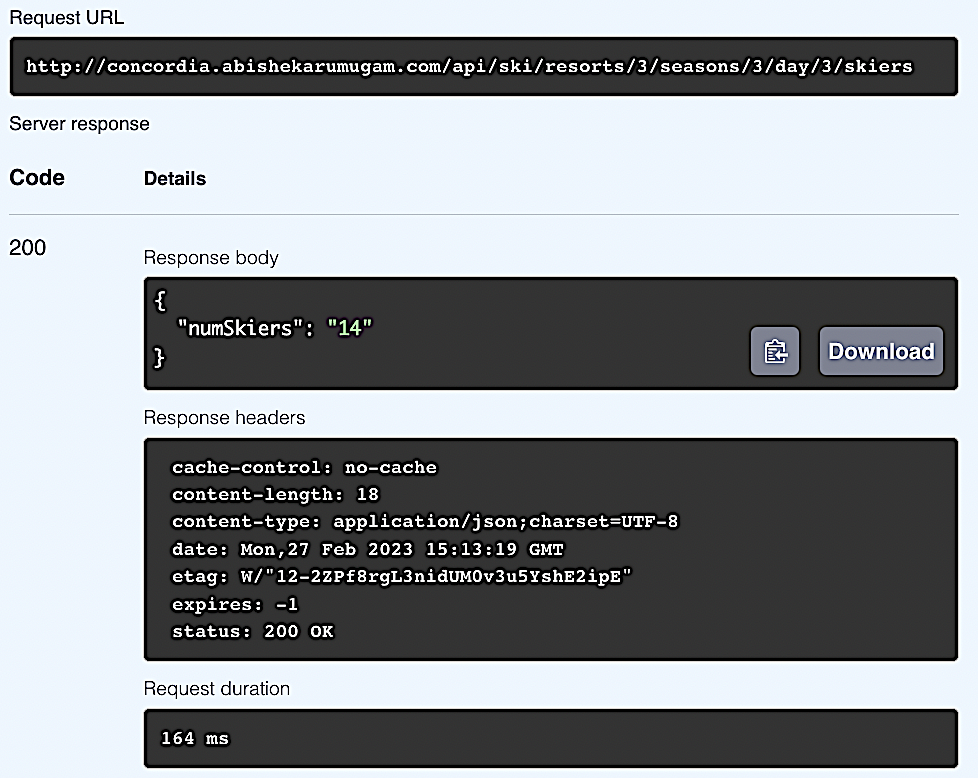 Request URL
http://concordia.abishekarumugam.com/api/ski/resorts/3/seasons/3/day/3/skiers
Server response
Code Details
200
Response body
{
"numSkiers": "14"
}
Download
Response headers
cache-control: no-cache
content-length: 18
content-type: application/json;charset=UTF-8
date: Mon,27 Feb 2023 15:13:19 GMT
etag: W/"12-2ZPf8rgL3nidUMOv3u5YshE2ipE"
expires: -1
status: 200 OK
Request duration
164 ms